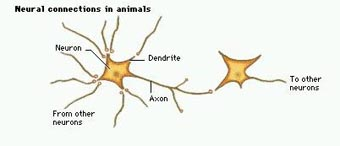 Neural connections in animals
Neuron
Dendrite
Axon
To other
neurons
From other
neurons